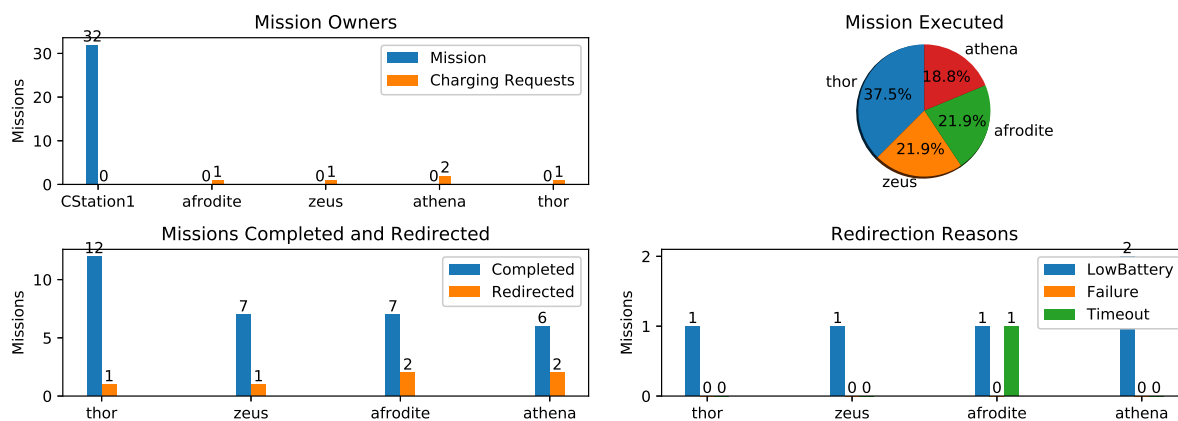 Mission Owners
32
30
20
10
0
Missions
Mission
Charging Requests
0
0 1
0 1
0 2
0 1
CStation1 afrodite zeus athena thor
Mission Executed
athena
18.8%
thor
37.5%
21.9%
afrodite
21.9%
zeus
Missions Completed and Redirected
12
10
5
0
Missions
Completed
Redirected
1
7
1
7
2
6
2
thor zeus afrodite athena
Redirection Reasons
2
1
0
Missions
LowBattery
Failure
Timeout
1 0 0
1 0 0
1 0 1
2 0 0
thor zeus afrodite athena